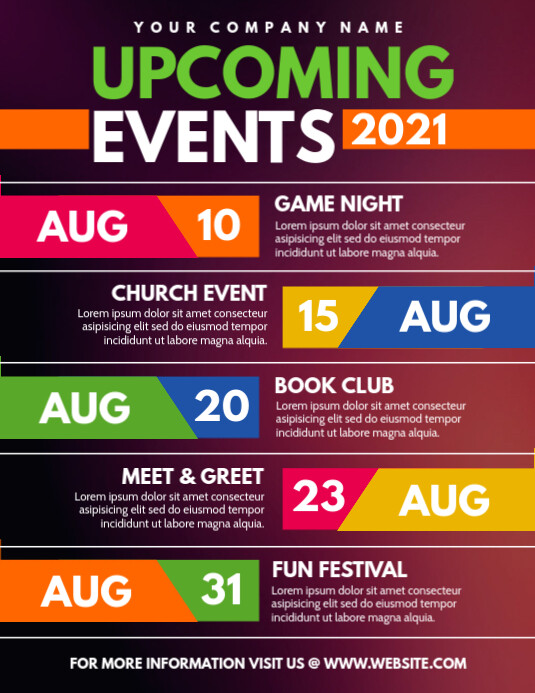 YOUR COMPANY NAME
UPCOMING
EVENTS 2021
AUG 10
GAME NIGHT
Lorem ipsum dolor sit amet, consecteur
asipisicing elit sed do eiusmod tempor
incididunt ut labore magna alquia.
CHURCH EVENT
Lorem ipsum dolor sit amet, consecteur
asipisicing elit sed do eiusmod tempor
incididunt ut labore magna alquia.
15 AUG
AUG 20
BOOK CLUB
Lorem ipsum dolor sit amet, consecteur
asipisicing elit sed do eiusmod tempor
incididunt ut labore magna alquia.
MEET & GREET
Lorem ipsum dolor sit amet, consecteur
asipisicing elit sed do eiusmod tempor
incididunt ut labore magna alquia.
23 AUG
AUG 31
FUN FESTIVAL
Lorem ipsum dolor sit amet, consecteur
asipisicing elit sed do eiusmod tempor
incididunt ut labore magna alquia.
FOR MORE INFORMATION VISIT US @ WWW.WEBSITE.COM